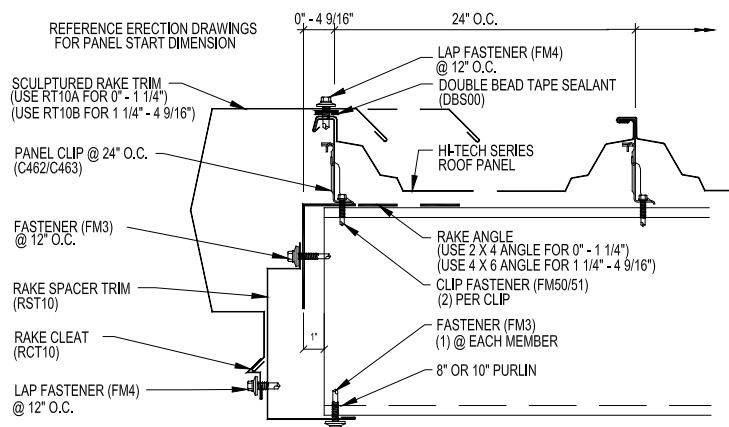 REFERENCE ERECTION DRAWINGS
FOR PANEL START DIMENSION
0" - 4 9/16"
24" O.C.
LAP FASTENER (FM4)
@ 12" O.C.
DOUBLE BEAD TAPE SEALANT
(DBS00)
SCULPTURED RAKE TRIM
(USE RT10A FOR 0" - 1 1/4")
(USE RT10B FOR 1 1/4" - 4 9/16")
HI-TECH SERIES
ROOF PANEL
PANEL CLIP @ 24" O.C.
(C462/C463)
FASTENER (FM3)
@ 12" O.C.
RAKE ANGLE
(USE 2 X 4 ANGLE FOR 0" - 1 1/4")
(USE 4 X 6 ANGLE FOR 1 1/4" - 4 9/16")
CLIP FASTENER (FM50/51)
(2) PER CLIP
RAKE SPACER TRIM
(RST10)
1"
FASTENER (FM3)
(1) @ EACH MEMBER
RAKE CLEAT
(RCT10)
8" OR 10" PURLIN
LAP FASTENER (FM4)
@ 12" O.C.